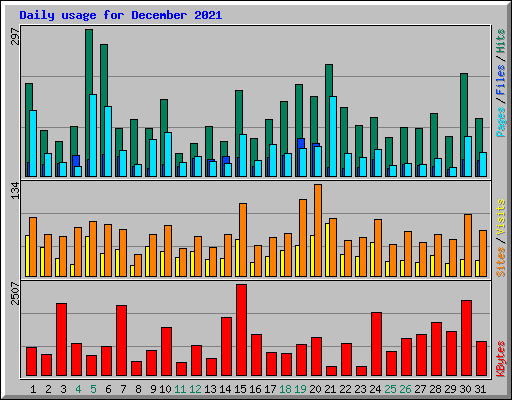 Daily usage for December 2021
297
Pages/Files/Hits
134
Sites/Visits
2507
KBytes
1 2 3 4 5 6 7 8 9 10 11 12 13 14 15 16 17 18 19 20 21 22 23 24 25 26 27 28 29 30 31